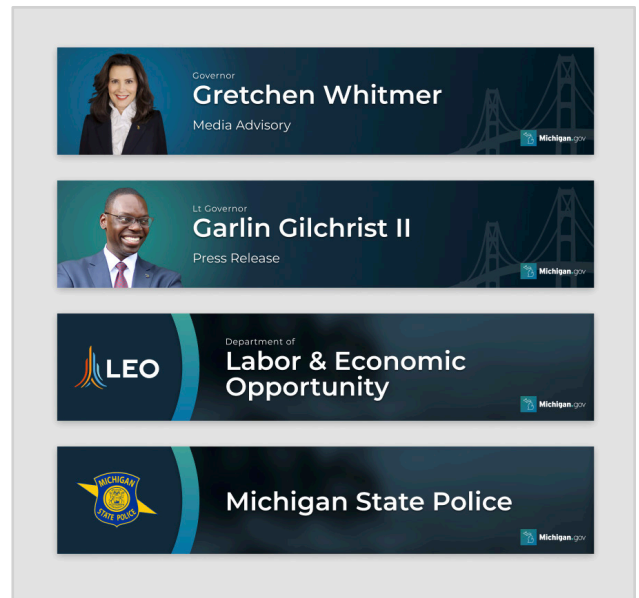 Governor
Gretchen Whitmer
Media Advisory
Michigan.gov
Lt Governor
Garlin Gilchrist II
Press Release
Michigan.gov
LEO
Department of
Labor & Economic
Opportunity
Michigan.gov
MICHIGAN
STATE POLICE
Michigan State Police
Michigan.gov